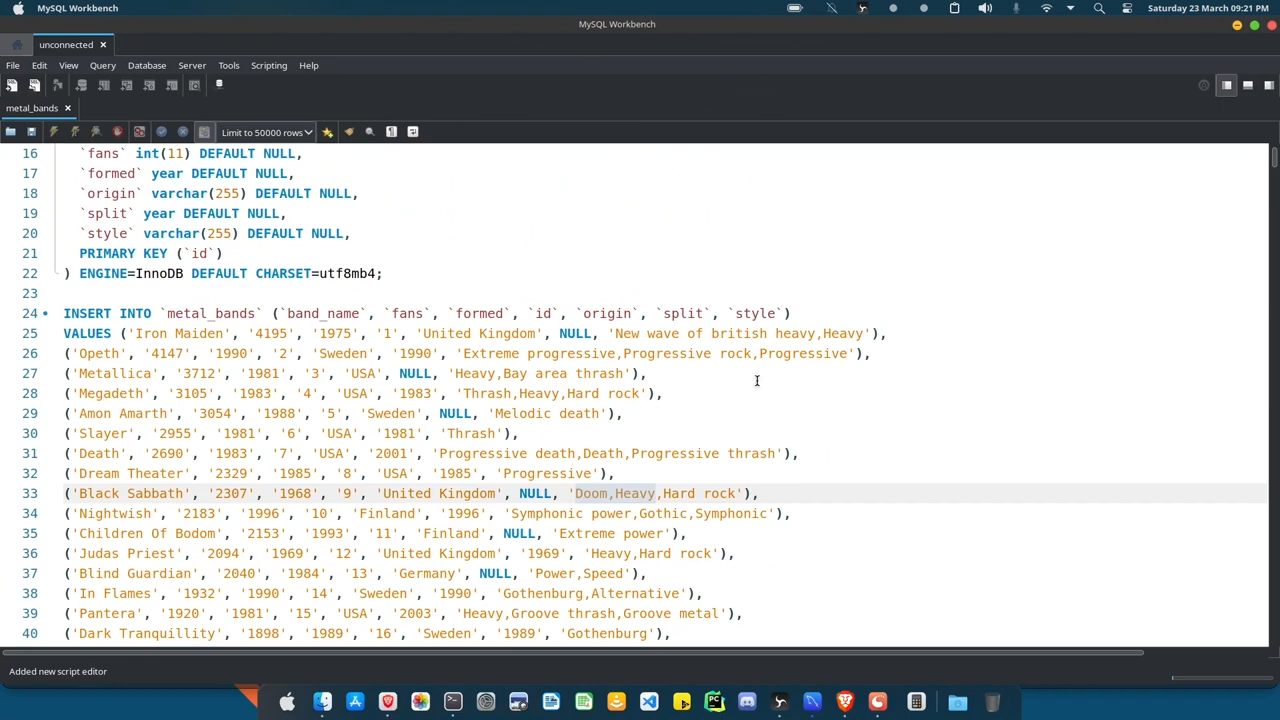 MySQL Workbench
Saturday 23 March 09:21 PM
MySQL Workbench
unconnected
File Edit View Query Database Server Tools Scripting Help
metal_bands
Limit to 50000 rows
16 `fans` int(11) DEFAULT NULL,
17 `formed` year DEFAULT NULL,
18 `origin` varchar(255) DEFAULT NULL,
19 `split` year DEFAULT NULL,
20 `style` varchar(255) DEFAULT NULL,
21 PRIMARY KEY (`id`)
22 ) ENGINE=InnoDB DEFAULT CHARSET=utf8mb4;
23
24 INSERT INTO `metal_bands` (`band_name`, `fans`, `formed`, `id`, `origin`, `split`, `style`)
25 VALUES ('Iron Maiden', '4195', '1975', '1', 'United Kingdom', NULL, 'New wave of british heavy,Heavy'),
26 ('Opeth', '4147', '1990', '2', 'Sweden', '1990', 'Extreme progressive,Progressive rock,Progressive'),
27 ('Metallica', '3712', '1981', '3', 'USA', NULL, 'Heavy,Bay area thrash'),
28 ('Megadeth', '3105', '1983', '4', 'USA', '1983', 'Thrash,Heavy,Hard rock'),
29 ('Amon Amarth', '3054', '1988', '5', 'Sweden', NULL, 'Melodic death'),
30 ('Slayer', '2955', '1981', '6', 'USA', '1981', 'Thrash'),
31 ('Death', '2690', '1983', '7', 'USA', '2001', 'Progressive death,Death,Progressive thrash'),
32 ('Dream Theater', '2329', '1985', '8', 'USA', '1985', 'Progressive'),
33 ('Black Sabbath', '2307', '1968', '9', 'United Kingdom', NULL, 'Doom,Heavy,Hard rock'),
34 ('Nightwish', '2183', '1996', '10', 'Finland', '1996', 'Symphonic power,Gothic,Symphonic'),
35 ('Children Of Bodom', '2153', '1993', '11', 'Finland', NULL, 'Extreme power'),
36 ('Judas Priest', '2094', '1969', '12', 'United Kingdom', '1969', 'Heavy,Hard rock'),
37 ('Blind Guardian', '2040', '1984', '13', 'Germany', NULL, 'Power,Speed'),
38 ('In Flames', '1932', '1990', '14', 'Sweden', '1990', 'Gothenburg,Alternative'),
39 ('Pantera', '1920', '1981', '15', 'USA', '2003', 'Heavy,Groove thrash,Groove metal'),
40 ('Dark Tranquillity', '1898', '1989', '16', 'Sweden', '1989', 'Gothenburg'),
Added new script editor
PC